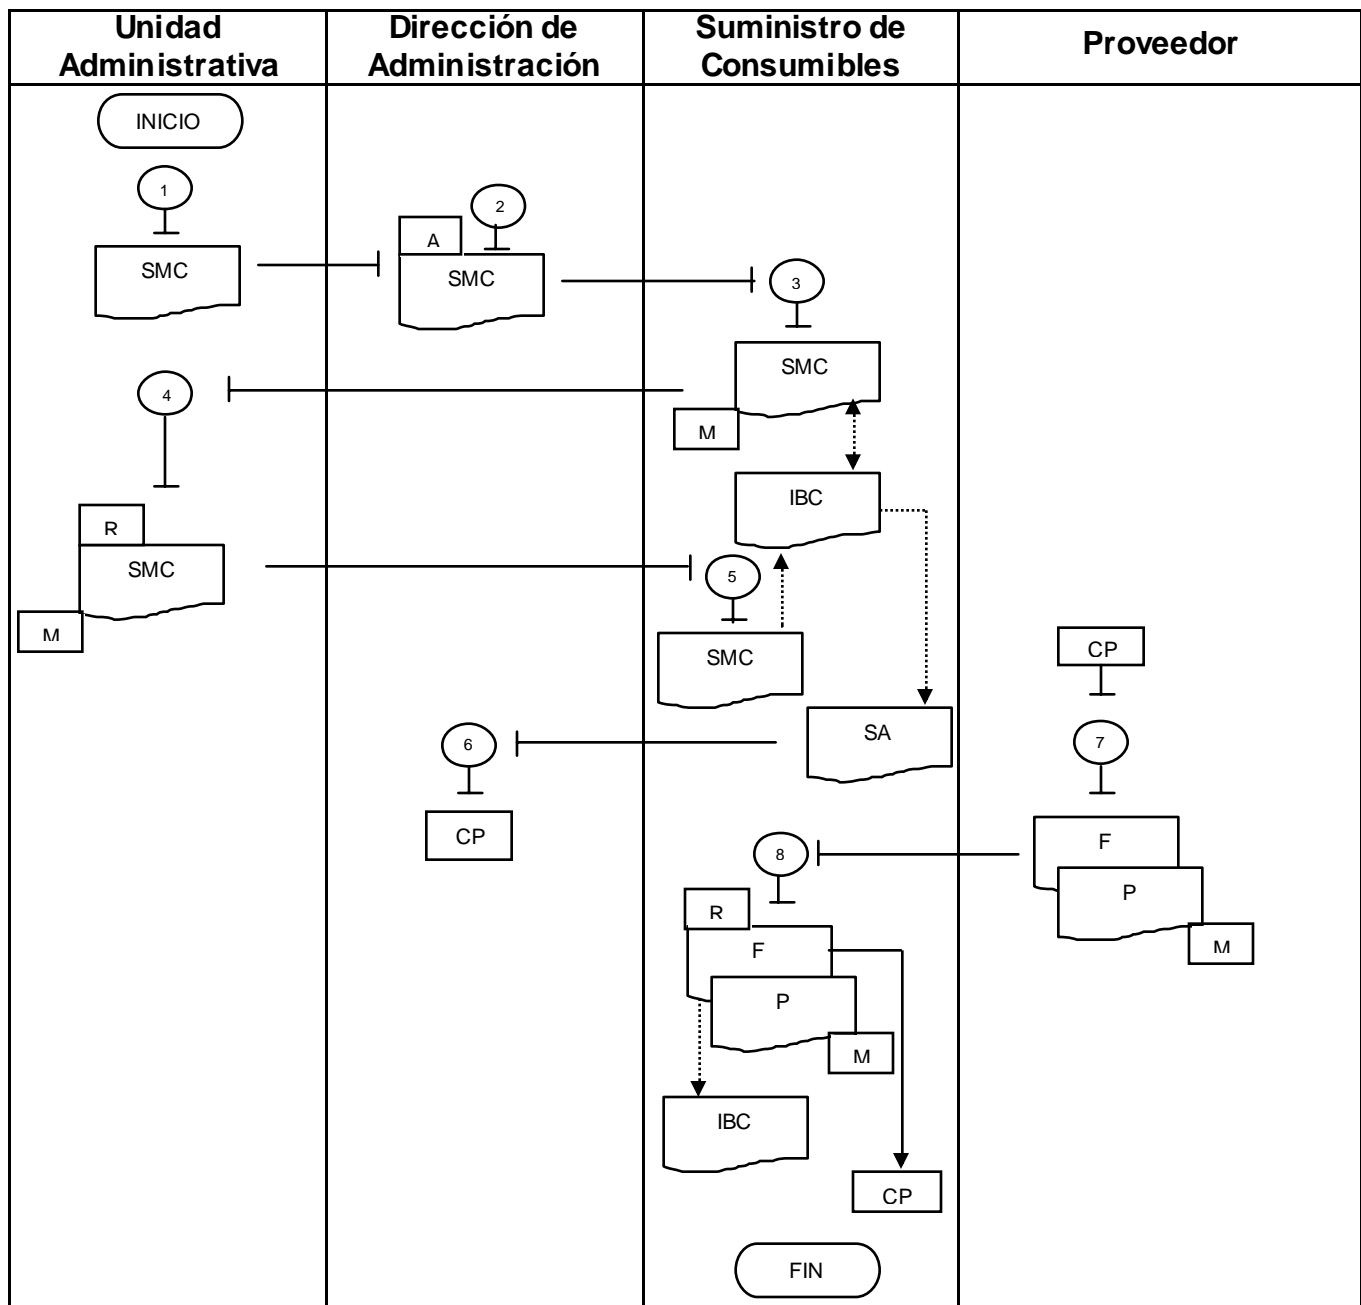 Unidad
Administrativa
Dirección de
Administración
Suministro de
Consumibles
Proveedor
INICIO
1
SMC
A
2
SMC
3
SMC
M
4
R
SMC
M
IBC
5
SMC
SA
6
CP
CP
7
F
P
M
8
R
F
P
M
IBC
CP
FIN